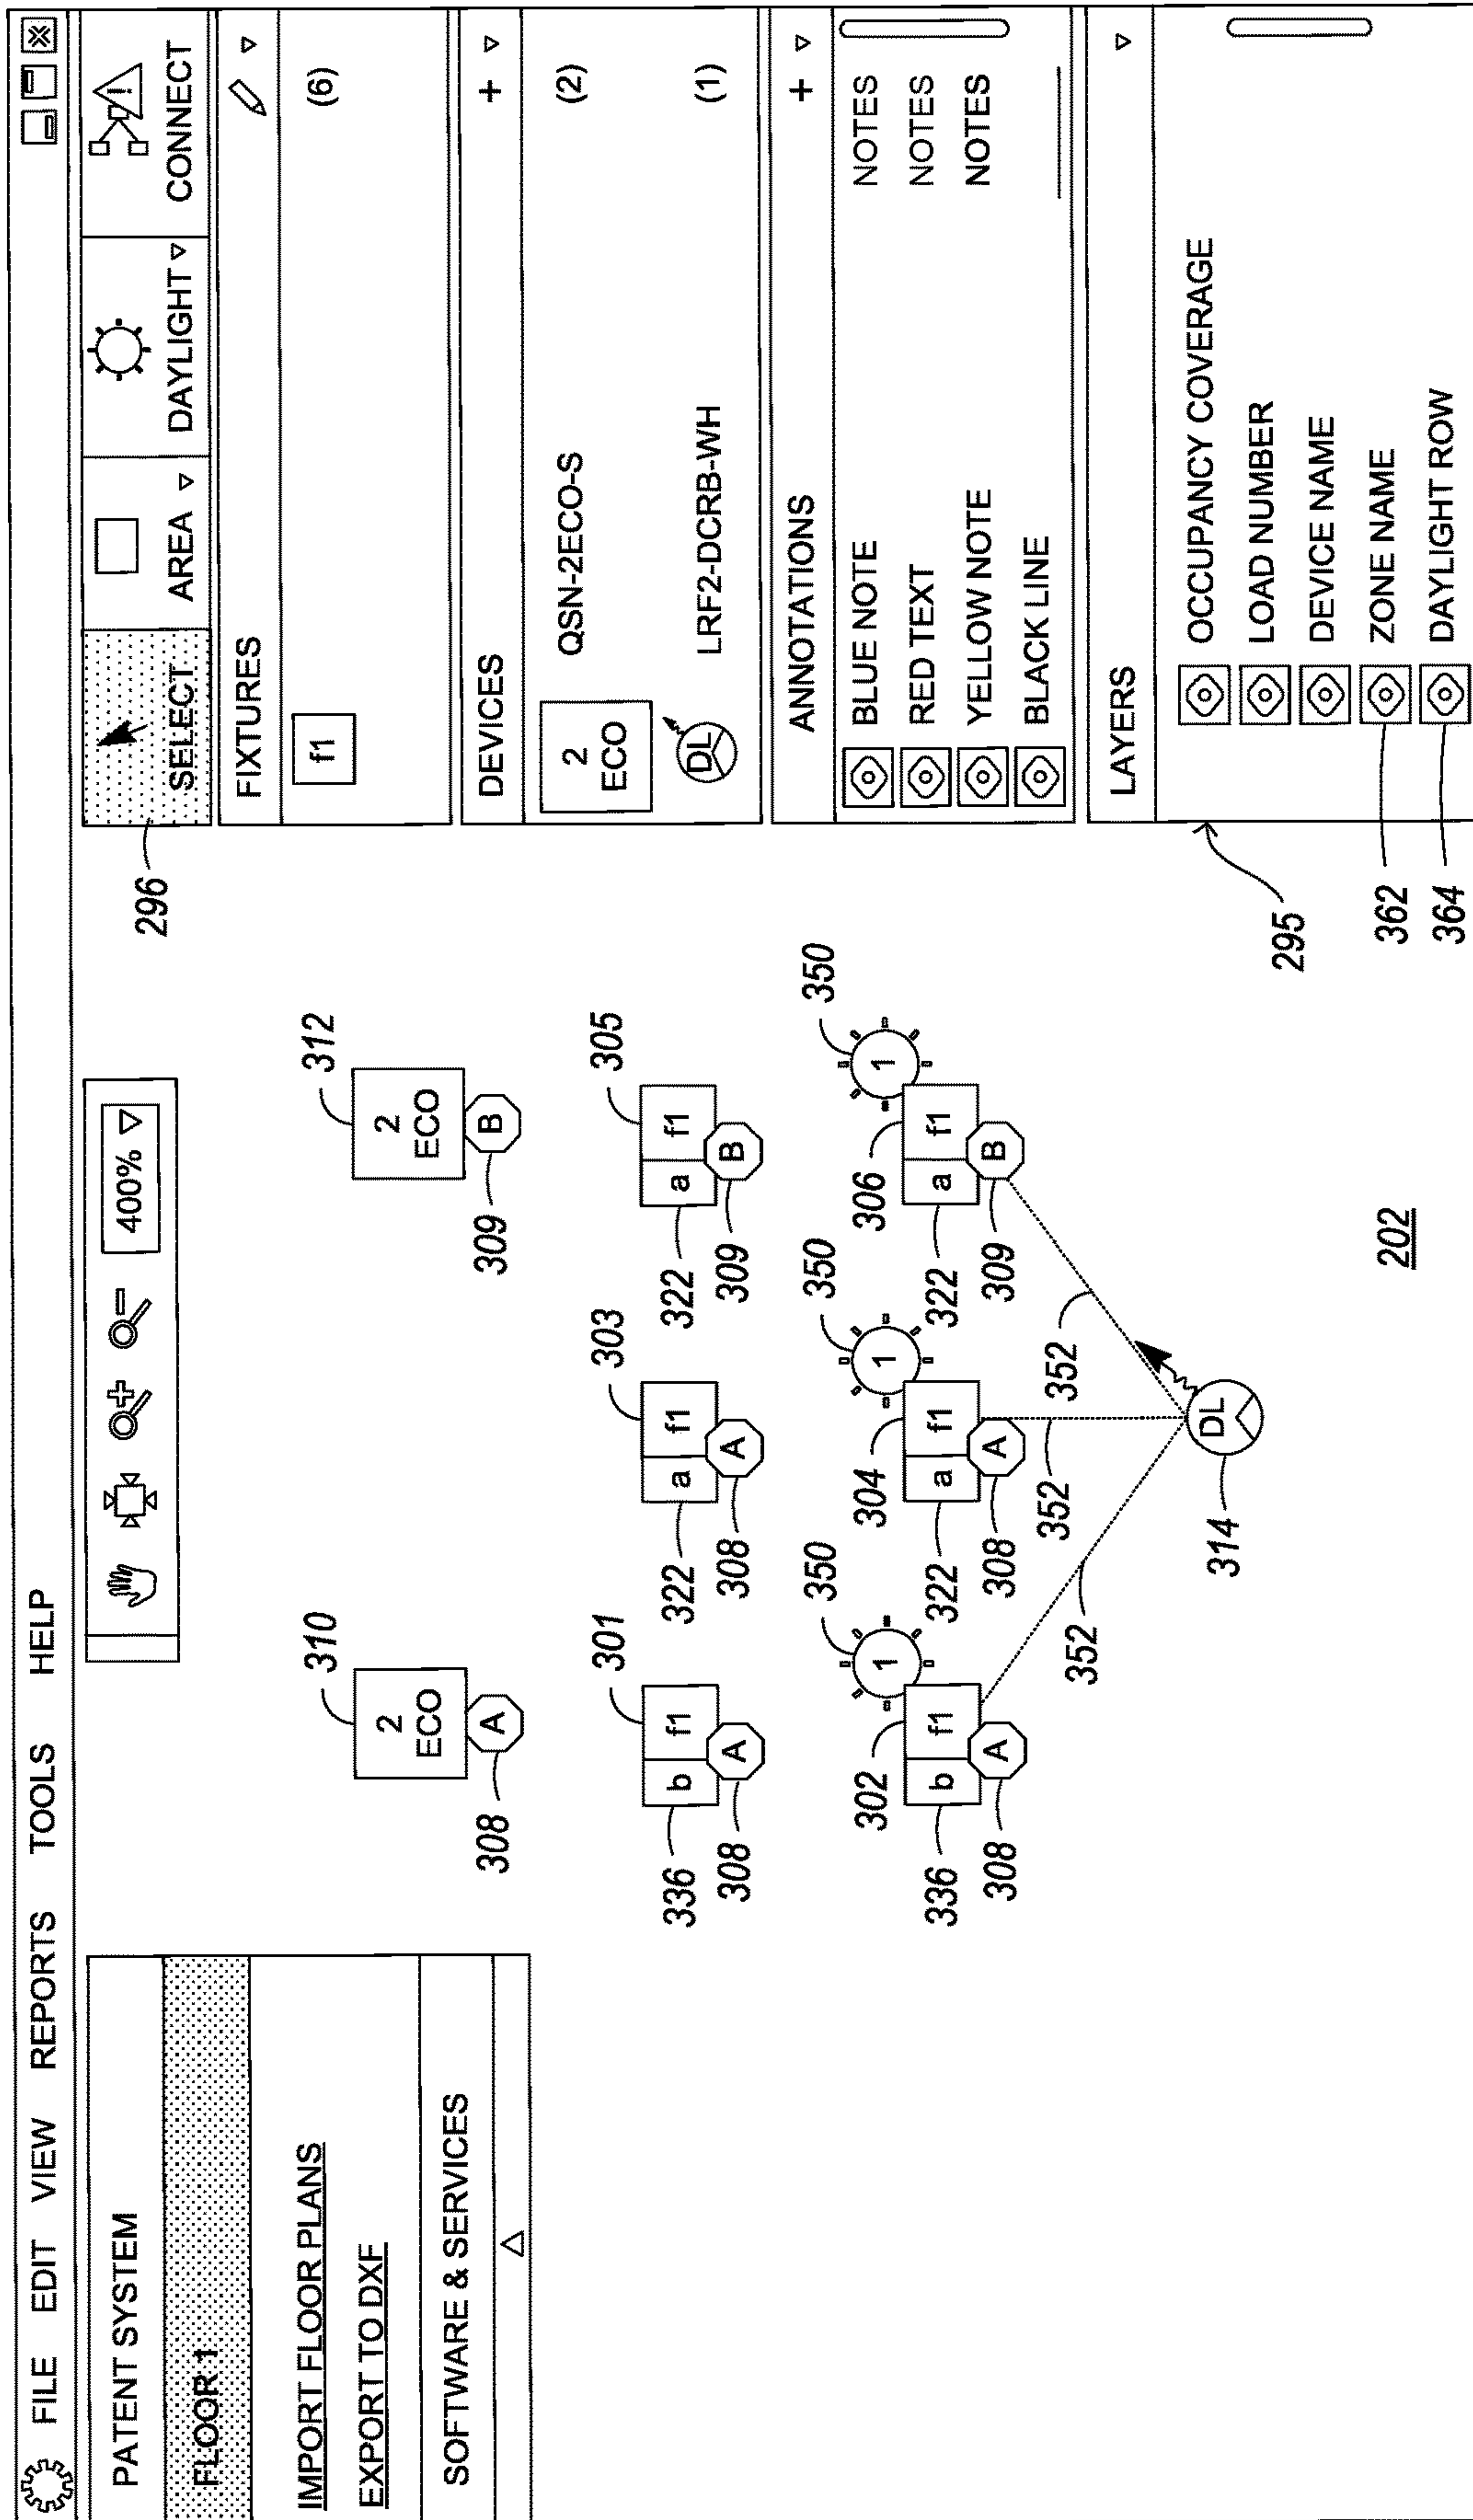 FILE EDIT VIEW REPORTS TOOLS HELP
PATENT SYSTEM
FLOOR 1
IMPORT FLOOR PLANS
EXPORT TO DXF
SOFTWARE & SERVICES
400%
310
2
ECO
A
308
312
2
ECO
B
309
301
b f1
A
336
308
303
a f1
A
322
308
305
a f1
B
322
309
350
1
302
b f1
A
336
308
350
1
304
a f1
A
322
308
350
1
306
a f1
B
322
309
352
352
352
DL
314
202
296
SELECT
AREA
DAYLIGHT
CONNECT
FIXTURES
f1 (6)
DEVICES +
2
ECO
QSN-2ECO-S (2)
DL
LRF2-DCRB-WH (1)
ANNOTATIONS +
BLUE NOTE NOTES
RED TEXT NOTES
YELLOW NOTE NOTES
BLACK LINE
LAYERS
OCCUPANCY COVERAGE
LOAD NUMBER
DEVICE NAME
ZONE NAME
DAYLIGHT ROW
295
362
364